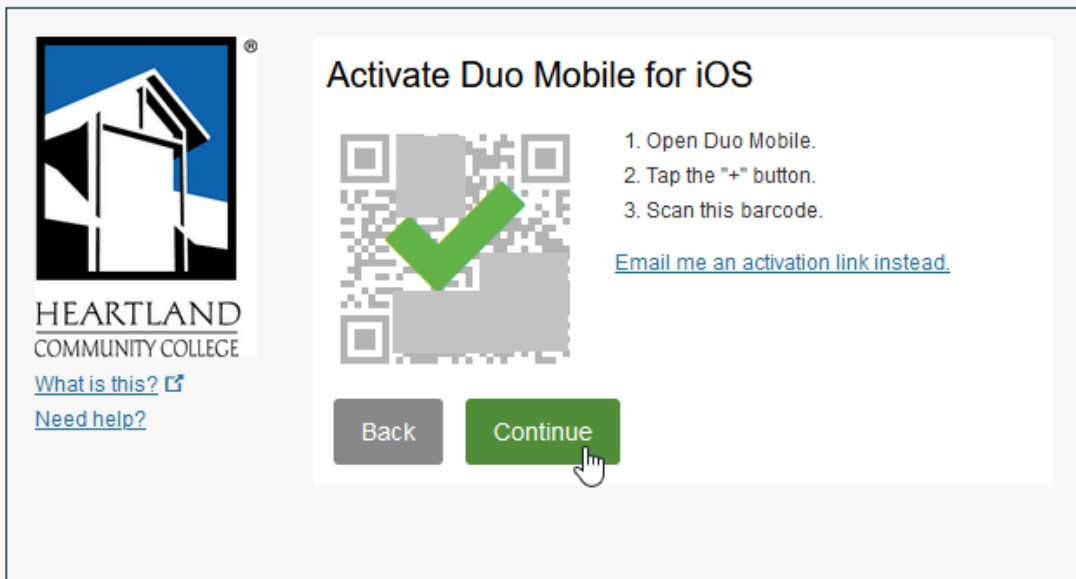 ®
HEARTLAND
COMMUNITY COLLEGE
What is this?
Need help?
Activate Duo Mobile for iOS
1. Open Duo Mobile.
2. Tap the "+" button.
3. Scan this barcode.
Email me an activation link instead.
Back
Continue